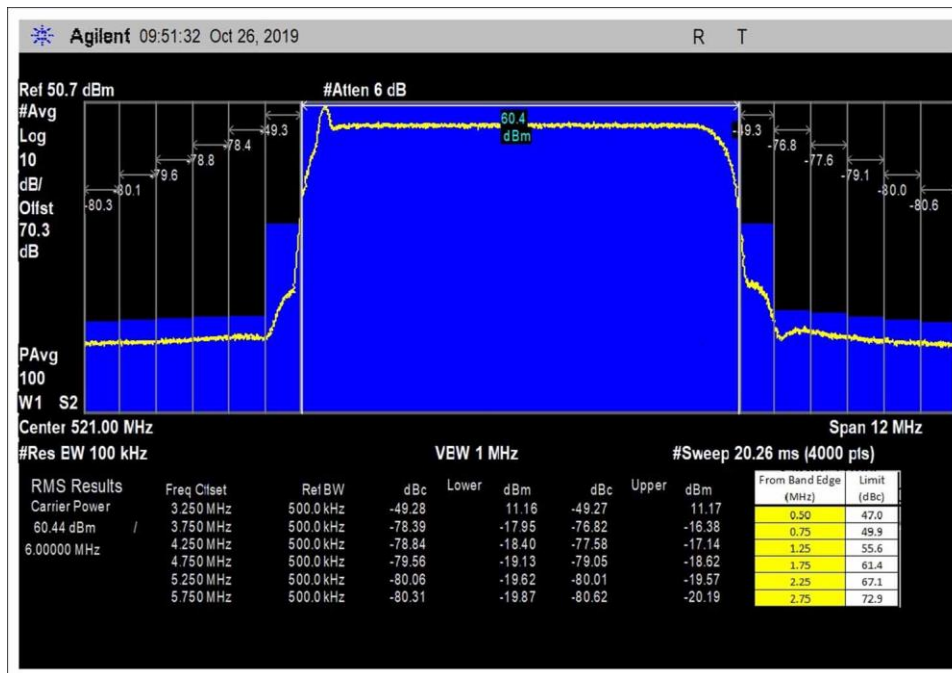 Agilent 09:51:32 Oct 26, 2019 R T
Ref 50.7 dBm #Atten 6 dB
#Avg
Log
10
dB/
Offst
70.3
dB
PAvg
100
W1 S2
60.4
dBm
-80.3
-80.1
-79.6
-78.8
-78.4
-49.3
-49.3
-76.8
-77.6
-79.1
-80.0
-80.6
Center 521.00 MHz Span 12 MHz
#Res BW 100 kHz VBW 1 MHz #Sweep 20.26 ms (4000 pts)
RMS Results Freq Offset Ref BW dBc Lower dBm dBc Upper dBm
Carrier Power 3.250 MHz 500.0 kHz -49.28 11.16 -49.27 11.17
60.44 dBm / 3.750 MHz 500.0 kHz -78.39 -17.95 -76.82 -16.38
6.00000 MHz 4.250 MHz 500.0 kHz -78.84 -18.40 -77.58 -17.14
4.750 MHz 500.0 kHz -79.56 -19.13 -79.05 -18.62
5.250 MHz 500.0 kHz -80.06 -19.62 -80.01 -19.57
5.750 MHz 500.0 kHz -80.31 -19.87 -80.62 -20.19
From Band Edge Limit
(MHz) (dBc)
0.50 47.0
0.75 49.9
1.25 55.6
1.75 61.4
2.25 67.1
2.75 72.9